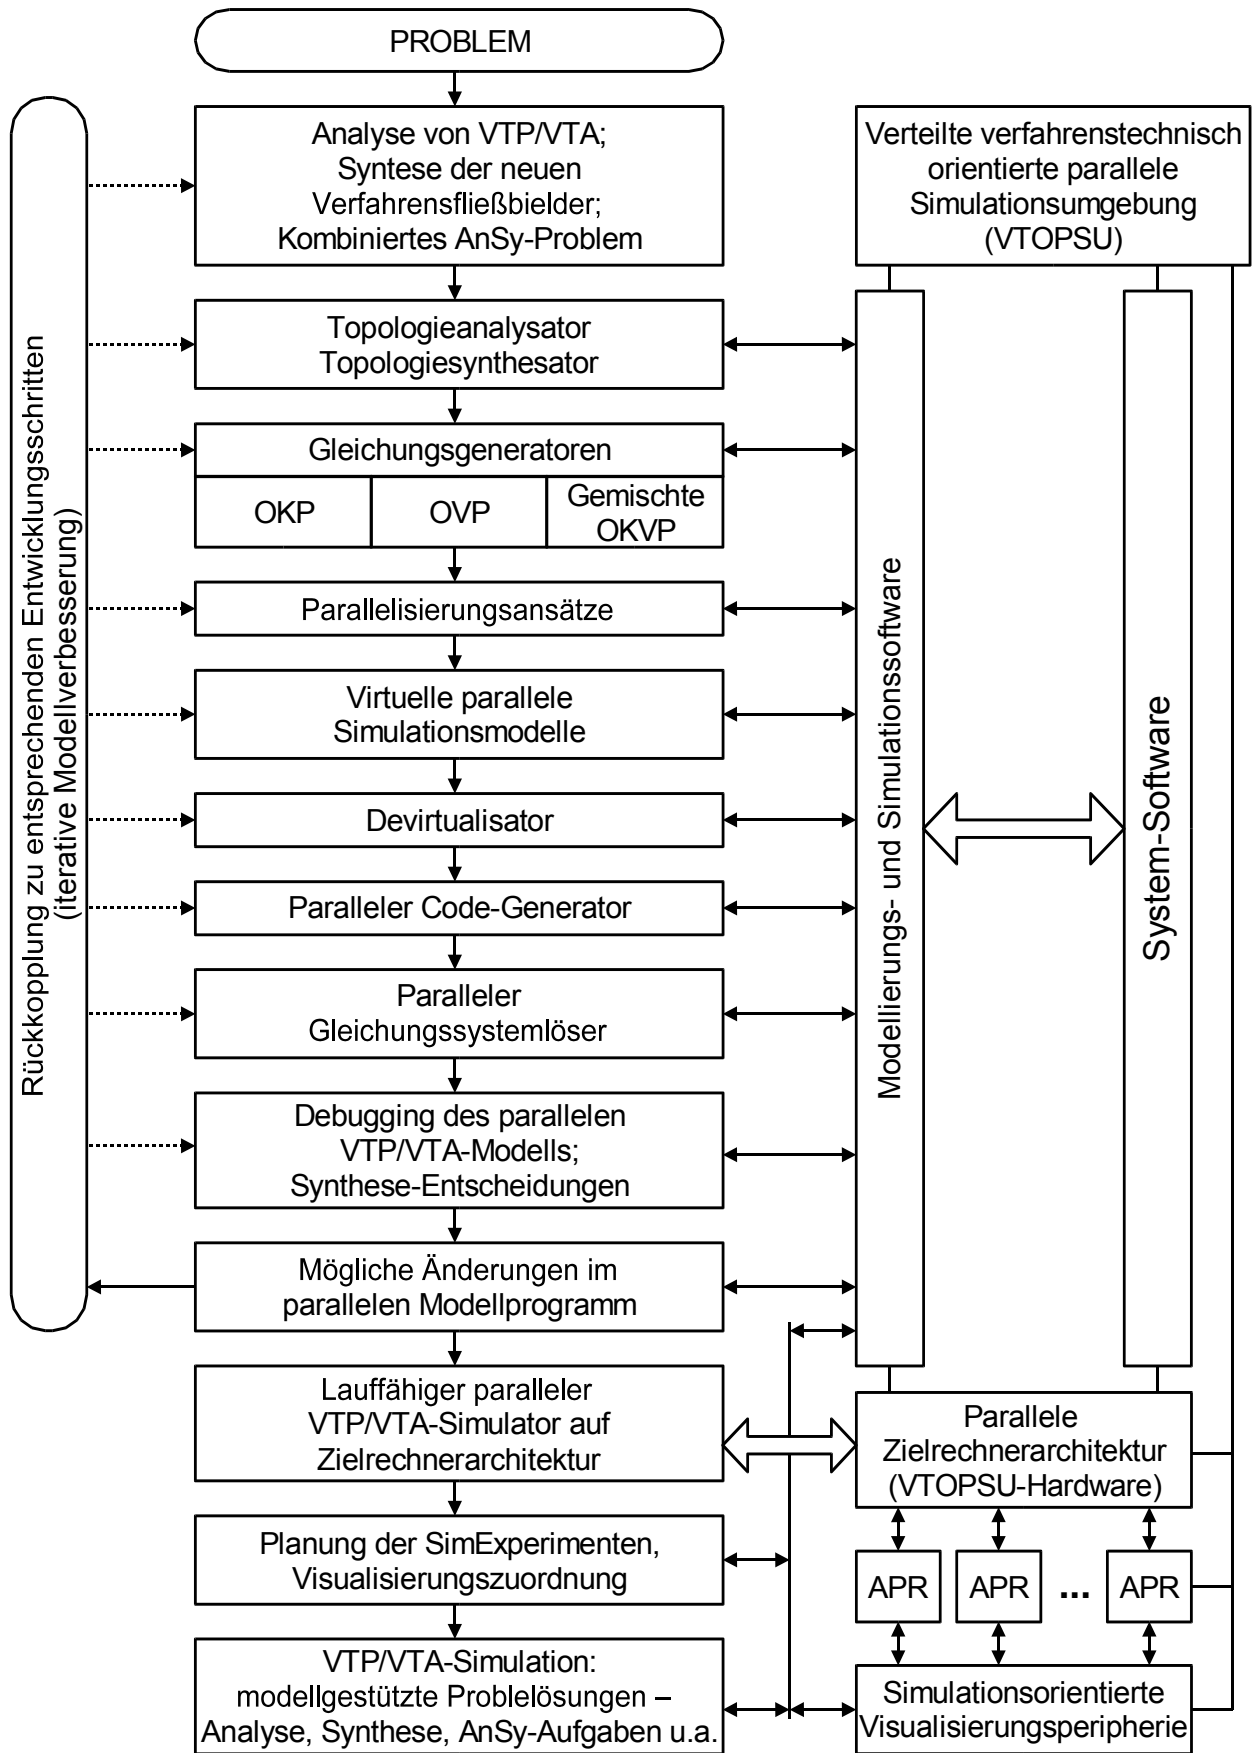 PROBLEM
Analyse von VTP/VTA;
Syntese der neuen
Verfahrensfließbielder;
Kombiniertes AnSy-Problem
Verteilte verfahrenstechnisch
orientierte parallele
Simulationsumgebung
(VTOPSU)
Rückkopplung zu entsprechenden Entwicklungsschritten
(iterative Modellverbesserung)
Topologieanalysator
Topologiesynthesator
Gleichungsgeneratoren
OKP
OVP
Gemischte
OKVP
Parallelisierungsansätze
Virtuelle parallele
Simulationsmodelle
Devirtualisator
Paralleler Code-Generator
Paralleler
Gleichungssystemlöser
Debugging des parallelen
VTP/VTA-Modells;
Synthese-Entscheidungen
Mögliche Änderungen im
parallelen Modellprogramm
Modellierungs- und Simulationssoftware
System-Software
Lauffähiger paralleler
VTP/VTA-Simulator auf
Zielrechnerarchitektur
Parallele
Zielrechnerarchitektur
(VTOPSU-Hardware)
Planung der SimExperimenten,
Visualisierungszuordnung
APR
APR
...
APR
VTP/VTA-Simulation:
modellgestützte Problelösungen –
Analyse, Synthese, AnSy-Aufgaben u.a.
Simulationsorientierte
Visualisierungsperipherie